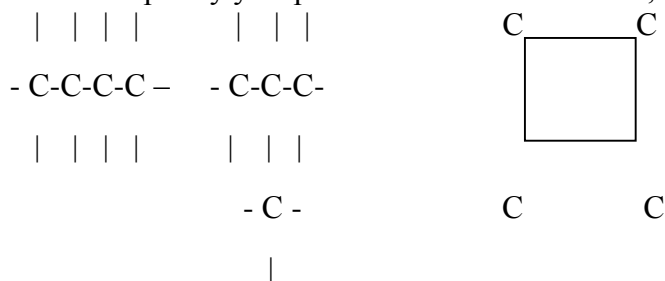 | | | | | | | C C
- C-C-C-C – - C-C-C-
| | | | | | |
- C - C C
|